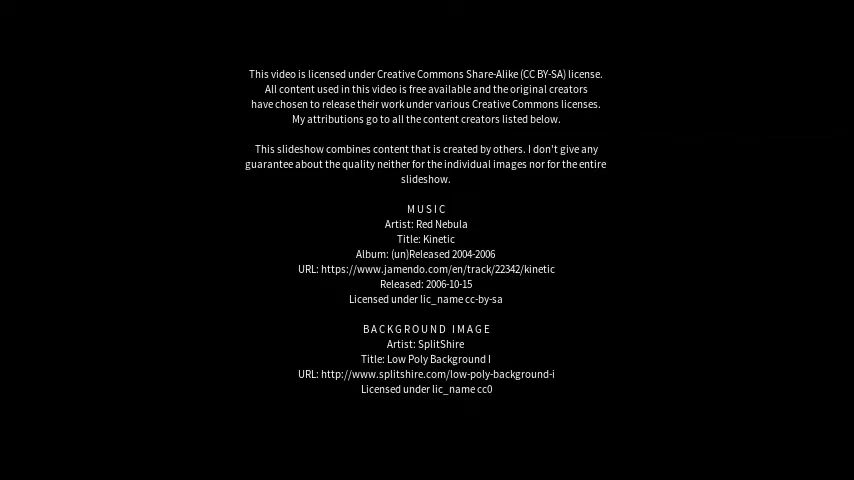 This video is licensed under Creative Commons Share-Alike (CC BY-SA) license.
All content used in this video is free available and the original creators
have chosen to release their work under various Creative Commons licenses.
My attributions go to all the content creators listed below.
This slideshow combines content that is created by others. I don't give any
guarantee about the quality neither for the individual images nor for the entire
slideshow.
MUSIC
Artist: Red Nebula
Title: Kinetic
Album: (un)Released 2004-2006
URL: https://www.jamendo.com/en/track/22342/kinetic
Released: 2006-10-15
Licensed under lic_name cc-by-sa
BACKGROUND IMAGE
Artist: SplitShire
Title: Low Poly Background I
URL: http://www.splitshire.com/low-poly-background-i
Licensed under lic_name cc0